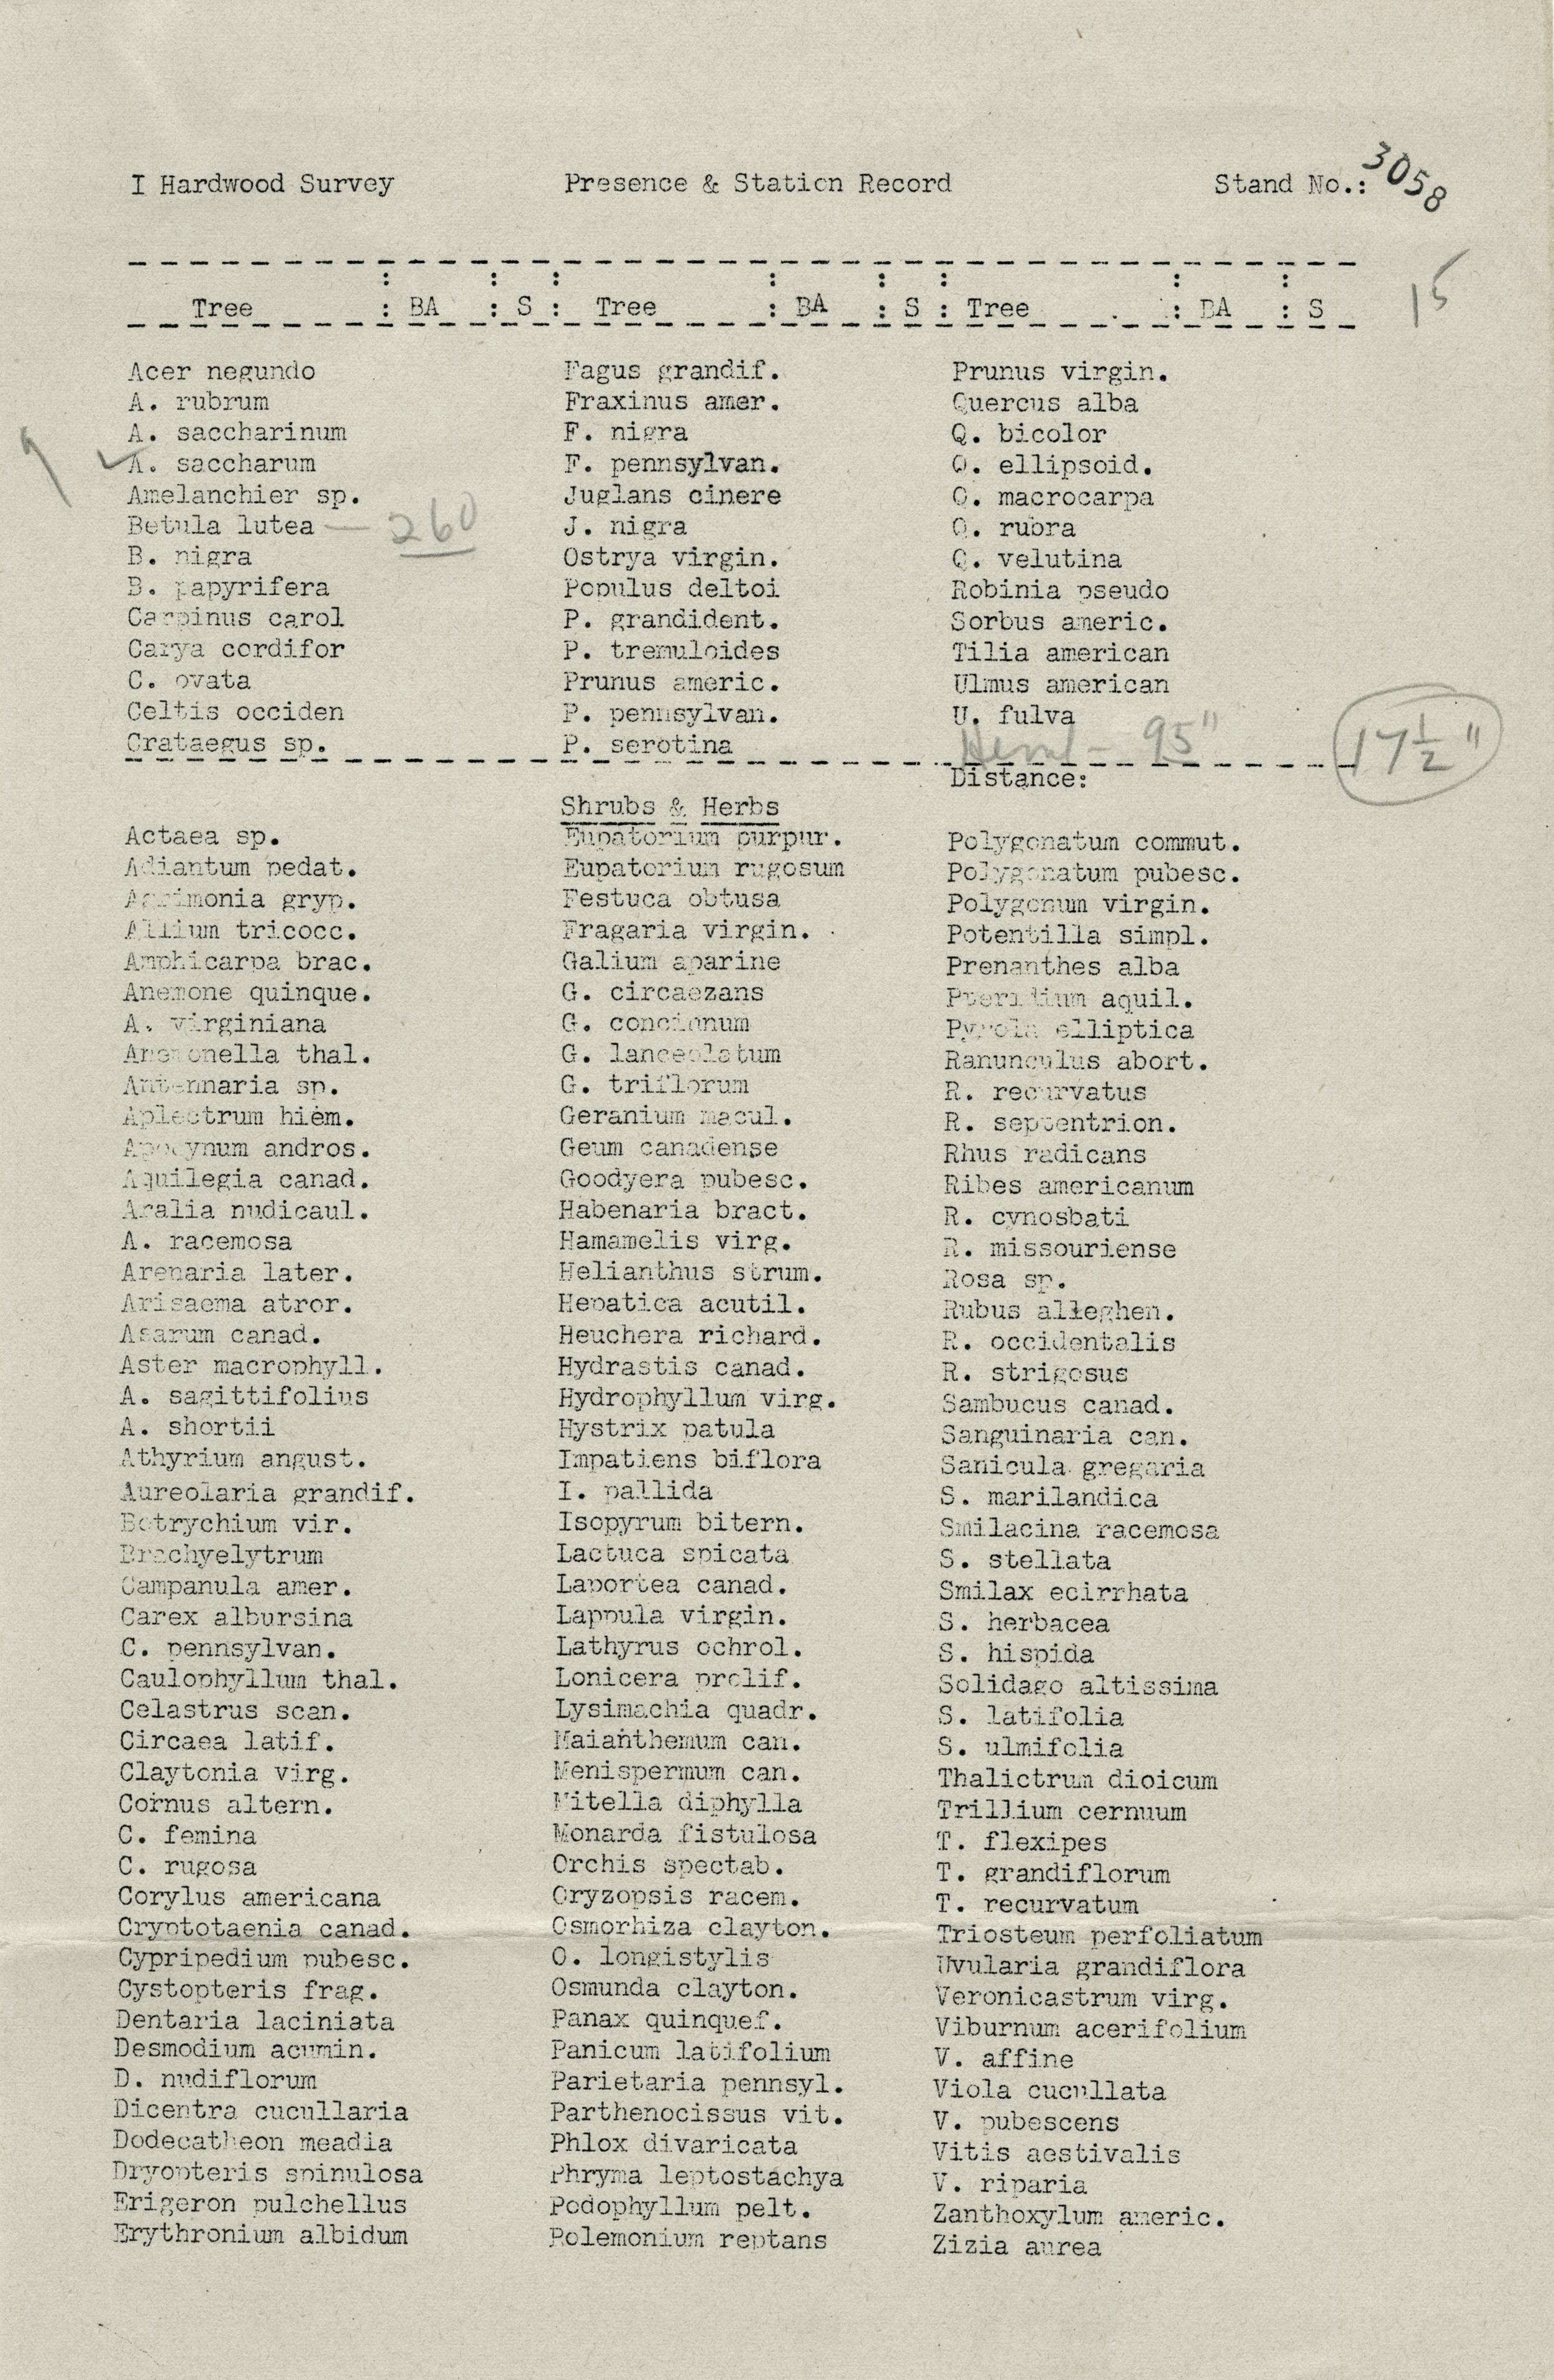 I Hardwood Survey Presence & Station Record Stand No.: 3058
15
Tree : BA : S : Tree : BA : S : Tree : BA : S
Acer negundo
A. rubrum
A. saccharinum
9 ✓ A. saccharum
Amelanchier sp.
Betula lutea — 260
B. nigra
B. papyrifera
Carpinus carol
Carya cordifor
C. ovata
Celtis occiden
Crataegus sp.
Fagus grandif.
Fraxinus amer.
F. nigra
F. pennsylvan.
Juglans cinere
J. nigra
Ostrya virgin.
Populus deltoi
P. grandident.
P. tremuloides
Prunus americ.
P. pennsylvan.
P. serotina
Prunus virgin.
Quercus alba
Q. bicolor
Q. ellipsoid.
Q. macrocarpa
Q. rubra
Q. velutina
Robinia pseudo
Sorbus americ.
Tilia american
Ulmus american
U. fulva
Heml - 95"
17 1/2 "
Distance:
Shrubs & Herbs
Actaea sp.
Adiantum pedat.
Agrimonia gryp.
Allium tricocc.
Amphicarpa brac.
Anemone quinque.
A. virginiana
Anemonella thal.
Antennaria sp.
Aplectrum hiem.
Apocynum andros.
Aquilegia canad.
Aralia nudicaul.
A. racemosa
Arenaria later.
Arisaema atror.
Asarum canad.
Aster macrophyll.
A. sagittifolius
A. shortii
Athyrium angust.
Aureolaria grandif.
Botrychium vir.
Brachyelytrum
Campanula amer.
Carex albursina
C. pennsylvan.
Caulophyllum thal.
Celastrus scan.
Circaea latif.
Claytonia virg.
Cornus altern.
C. femina
C. rugosa
Corylus americana
Cryptotaenia canad.
Cypripedium pubesc.
Cystopteris frag.
Dentaria laciniata
Desmodium acumin.
D. nudiflorum
Dicentra cucullaria
Dodecatheon meadia
Dryopteris spinulosa
Erigeron pulchellus
Erythronium albidum
Eupatorium purpur.
Eupatorium rugosum
Festuca obtusa
Fragaria virgin.
Galium aparine
G. circaezans
G. concinnum
G. lanceolatum
G. triflorum
Geranium macul.
Geum canadense
Goodyera pubesc.
Habenaria bract.
Hamamelis virg.
Helianthus strum.
Hepatica acutil.
Heuchera richard.
Hydrastis canad.
Hydrophyllum virg.
Hystrix patula
Impatiens biflora
I. pallida
Isopyrum bitern.
Lactuca spicata
Laportea canad.
Lappula virgin.
Lathyrus ochrol.
Lonicera prolif.
Lysimachia quadr.
Maianthemum can.
Menispermum can.
Mitella diphylla
Monarda fistulosa
Orchis spectab.
Oryzopsis racem.
Osmorhiza clayton.
O. longistylis
Osmunda clayton.
Panax quinquef.
Panicum latifolium
Parietaria pennsyl.
Parthenocissus vit.
Phlox divaricata
Phryma leptostachya
Podophyllum pelt.
Polemonium reptans
Polygonatum commut.
Polygonatum pubesc.
Polygonum virgin.
Potentilla simpl.
Prenanthes alba
Pteridium aquil.
Pyrola elliptica
Ranunculus abort.
R. recurvatus
R. septentrion.
Rhus radicans
Ribes americanum
R. cynosbati
R. missouriense
Rosa sp.
Rubus alleghen.
R. occidentalis
R. strigosus
Sambucus canad.
Sanguinaria can.
Sanicula gregaria
S. marilandica
Smilacina racemosa
S. stellata
Smilax ecirrhata
S. herbacea
S. hispida
Solidago altissima
S. latifolia
S. ulmifolia
Thalictrum dioicum
Trillium cernuum
T. flexipes
T. grandiflorum
T. recurvatum
Triosteum perfoliatum
Uvularia grandiflora
Veronicastrum virg.
Viburnum acerifolium
V. affine
Viola cucullata
V. pubescens
Vitis aestivalis
V. riparia
Zanthoxylum americ.
Zizia aurea